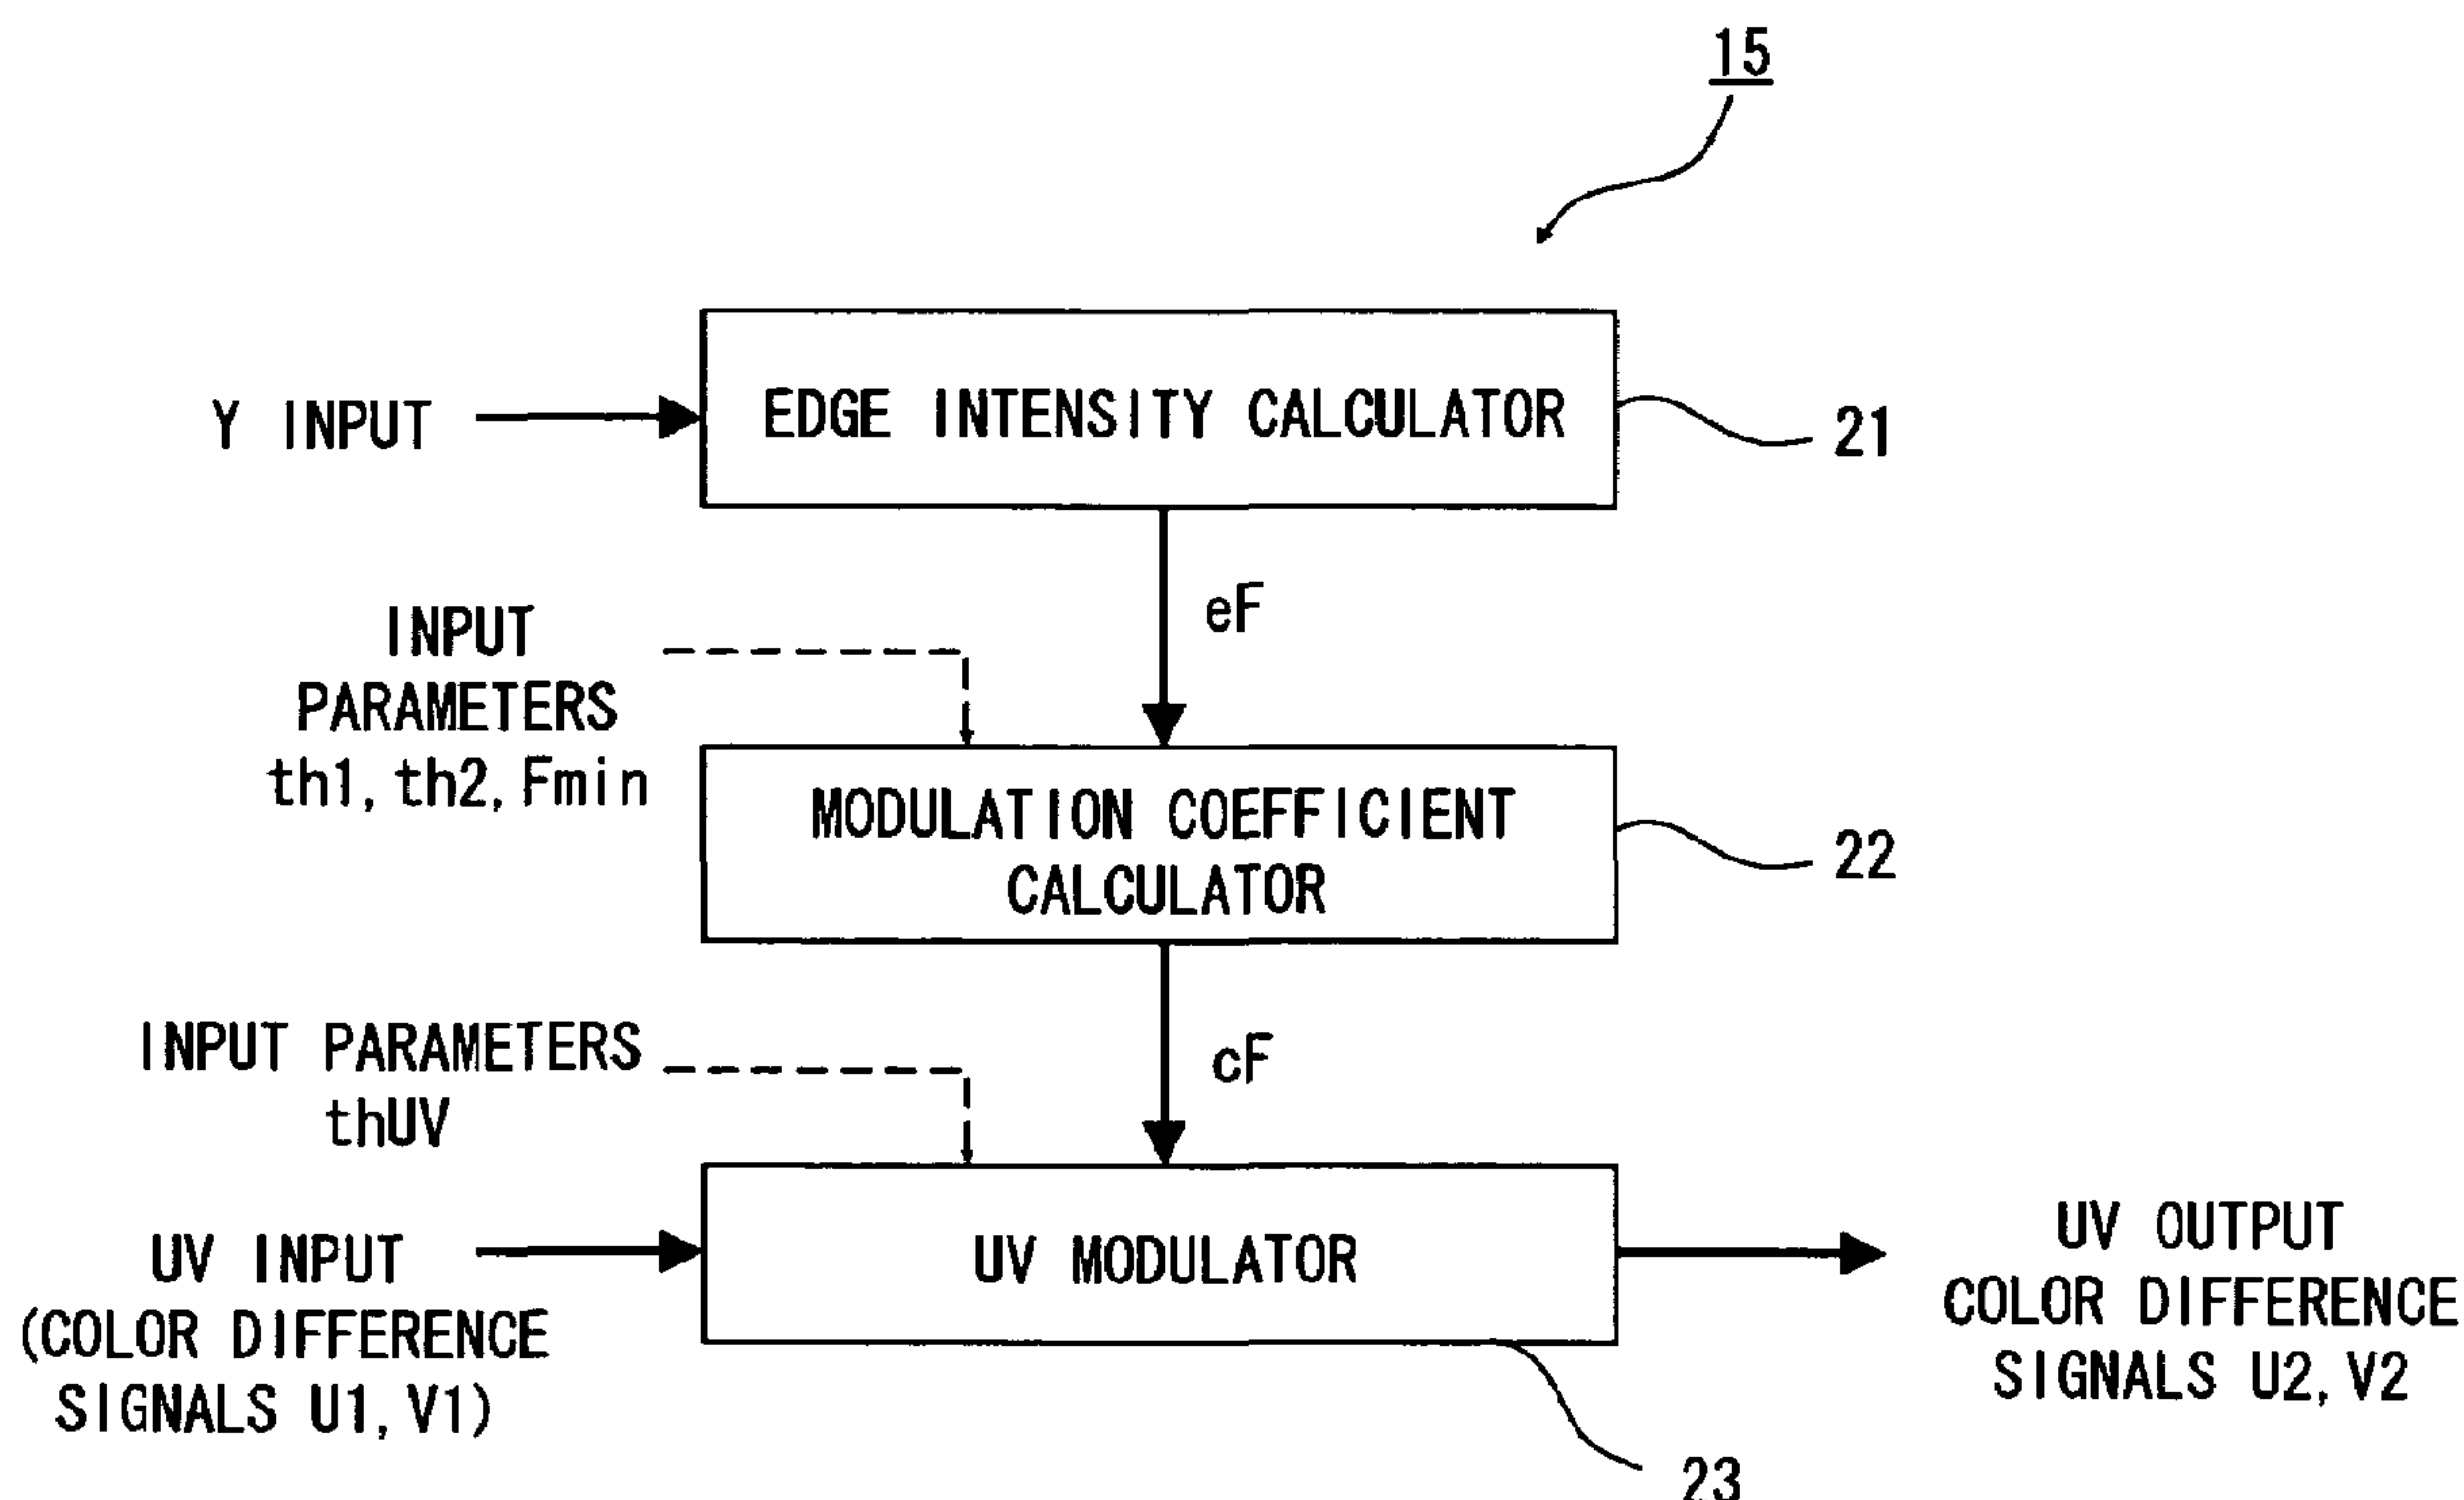 15
Y INPUT
EDGE INTENSITY CALCULATOR
21
eF
INPUT
PARAMETERS
th1, th2, Fmin
MODULATION COEFFICIENT
CALCULATOR
22
cF
INPUT PARAMETERS
thUV
UV INPUT
(COLOR DIFFERENCE
SIGNALS U1, V1)
UV MODULATOR
UV OUTPUT
COLOR DIFFERENCE
SIGNALS U2, V2
23